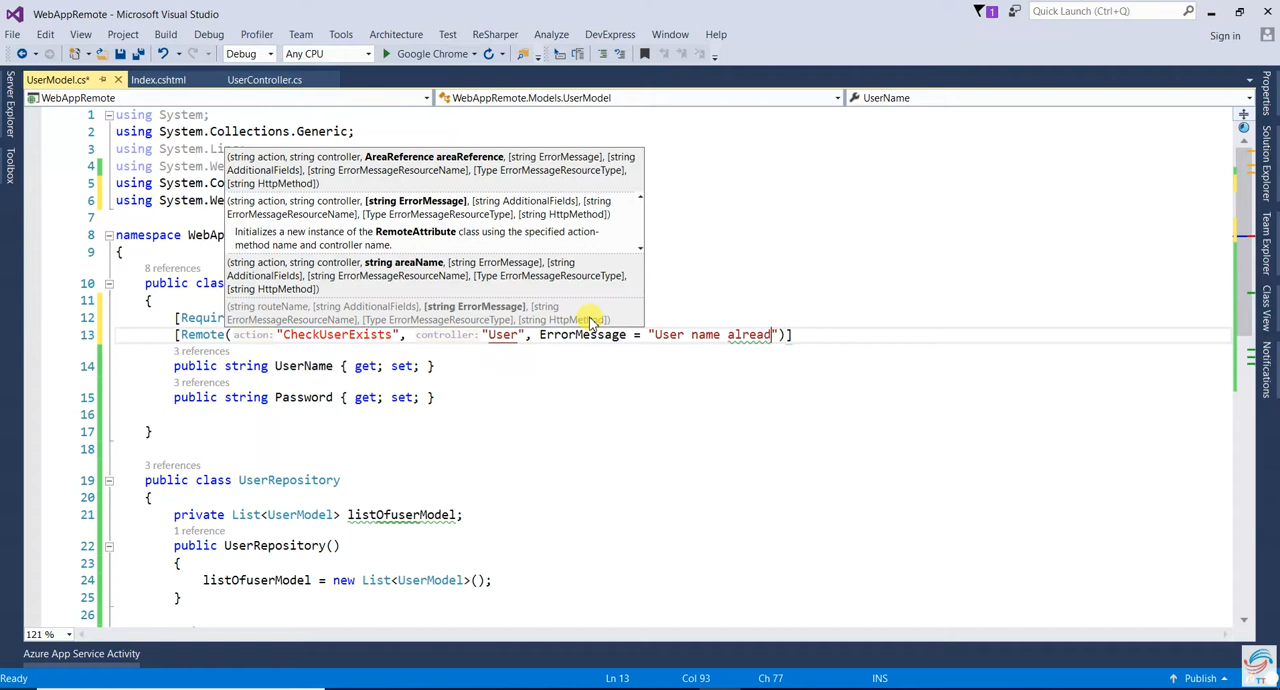 WebAppRemote - Microsoft Visual Studio
1
Quick Launch (Ctrl+Q)
File Edit View Project Build Debug Profiler Team Tools Architecture Test ReSharper Analyze DevExpress Window Help
Sign in
Debug Any CPU Google Chrome
UserModel.cs* Index.cshtml UserController.cs
WebAppRemote WebAppRemote.Models.UserModel UserName
Server Explorer
Toolbox
Properties
Solution Explorer
Team Explorer
Class View
Notifications
1 using System;
2 using System.Collections.Generic;
3 using System.Li
4 using System.We
5 using System.Co
6 using System.We
7
8 namespace WebApp
9 {
8 references
10 public class
11 {
12 [Requir
13 [Remote(action:"CheckUserExists", controller:"User", ErrorMessage = "User name alread")]
3 references
14 public string UserName { get; set; }
3 references
15 public string Password { get; set; }
16
17 }
18
3 references
19 public class UserRepository
20 {
21 private List<UserModel> listOfuserModel;
1 reference
22 public UserRepository()
23 {
24 listOfuserModel = new List<UserModel>();
25 }
26
(string action, string controller, AreaReference areaReference, [string ErrorMessage], [string
AdditionalFields], [string ErrorMessageResourceName], [Type ErrorMessageResourceType],
[string HttpMethod])
(string action, string controller, [string ErrorMessage], [string AdditionalFields], [string
ErrorMessageResourceName], [Type ErrorMessageResourceType], [string HttpMethod])
Initializes a new instance of the RemoteAttribute class using the specified action-
method name and controller name.
(string action, string controller, string areaName, [string ErrorMessage], [string
AdditionalFields], [string ErrorMessageResourceName], [Type ErrorMessageResourceType],
[string HttpMethod])
(string routeName, [string AdditionalFields], [string ErrorMessage], [string
ErrorMessageResourceName], [Type ErrorMessageResourceType], [string HttpMethod])
121 %
Azure App Service Activity
Ready Ln 13 Col 93 Ch 77 INS Publish